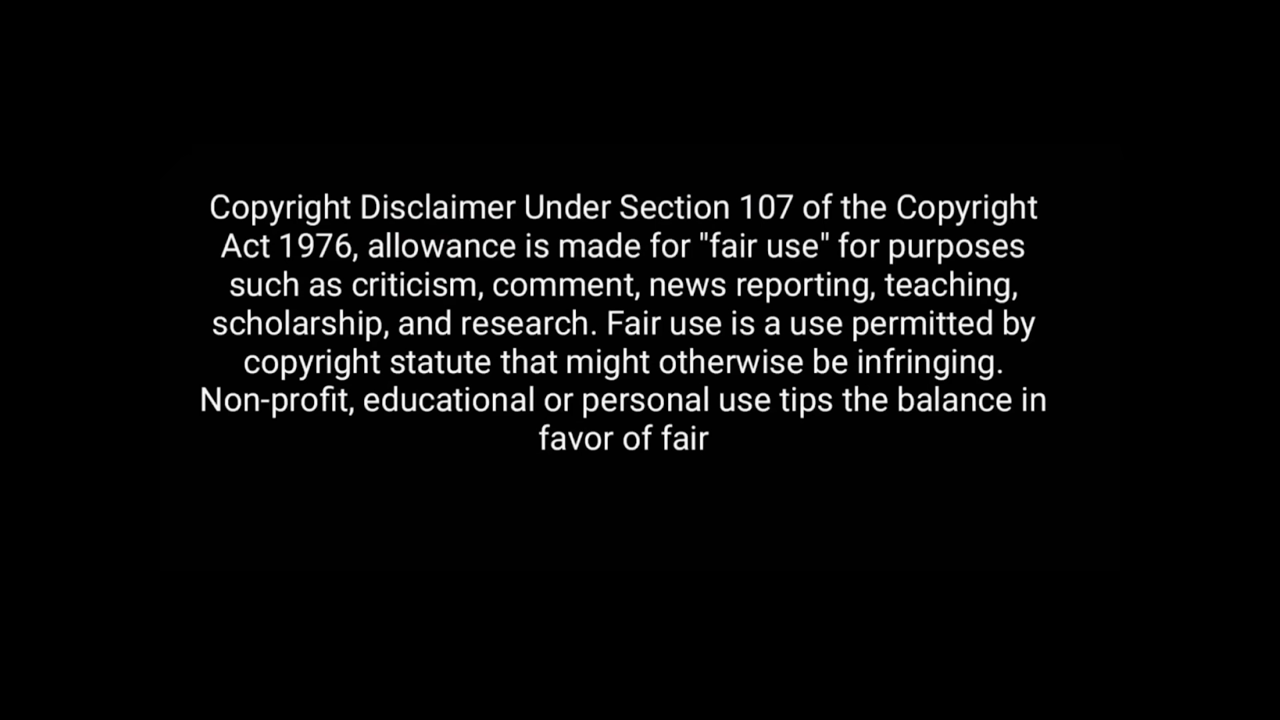 Copyright Disclaimer Under Section 107 of the Copyright
Act 1976, allowance is made for "fair use" for purposes
such as criticism, comment, news reporting, teaching,
scholarship, and research. Fair use is a use permitted by
copyright statute that might otherwise be infringing.
Non-profit, educational or personal use tips the balance in
favor of fair